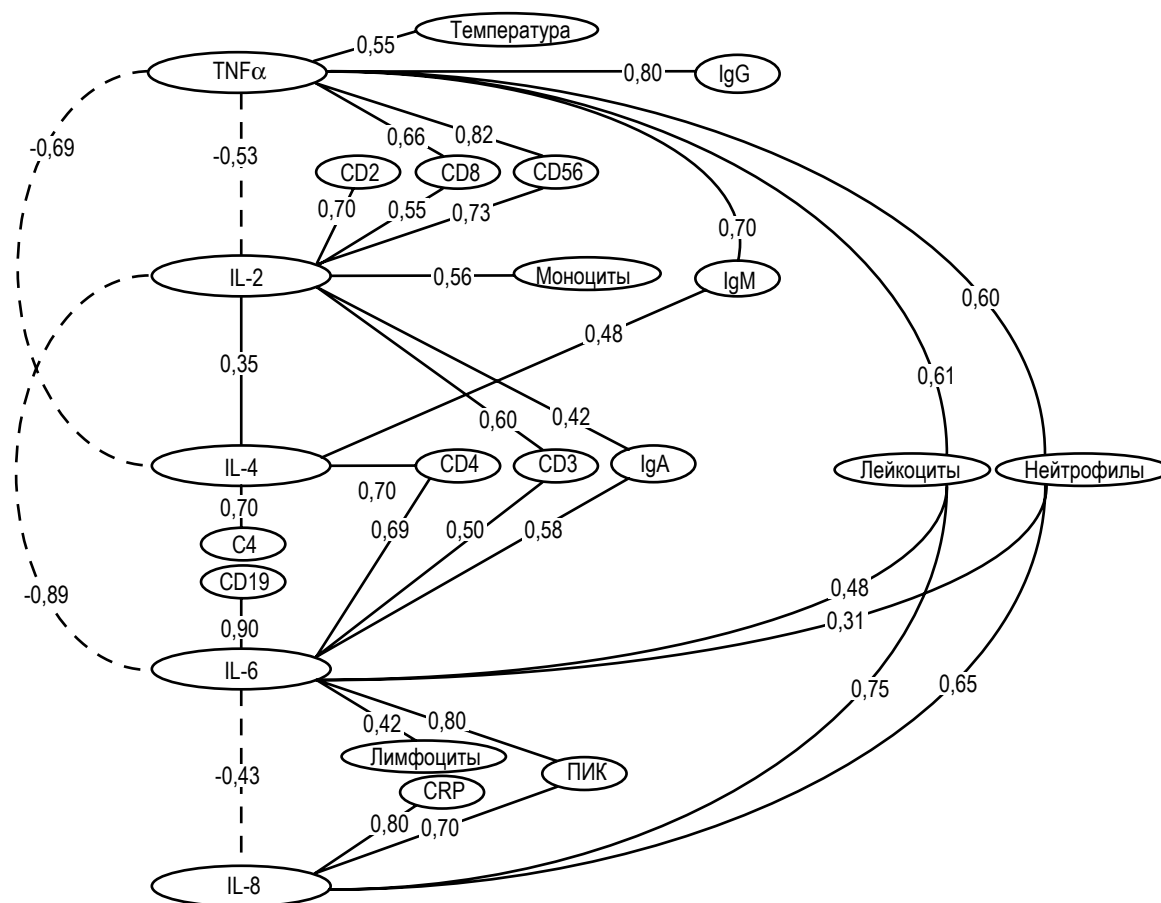 Температура
0,55
TNFα
0,80
IgG
-0,69
-0,53
0,66
0,82
CD2
CD8
CD56
0,70
0,55
0,73
0,70
IL-2
0,56
Моноциты
IgM
0,60
0,48
0,35
0,61
0,60
0,42
IL-4
CD4
CD3
IgA
Лейкоциты
Нейтрофилы
0,70
0,70
0,69
0,50
0,58
C4
CD19
-0,89
0,48
0,90
0,31
IL-6
0,75
0,65
0,42
0,80
Лимфоциты
-0,43
ПИК
CRP
0,80
0,70
IL-8